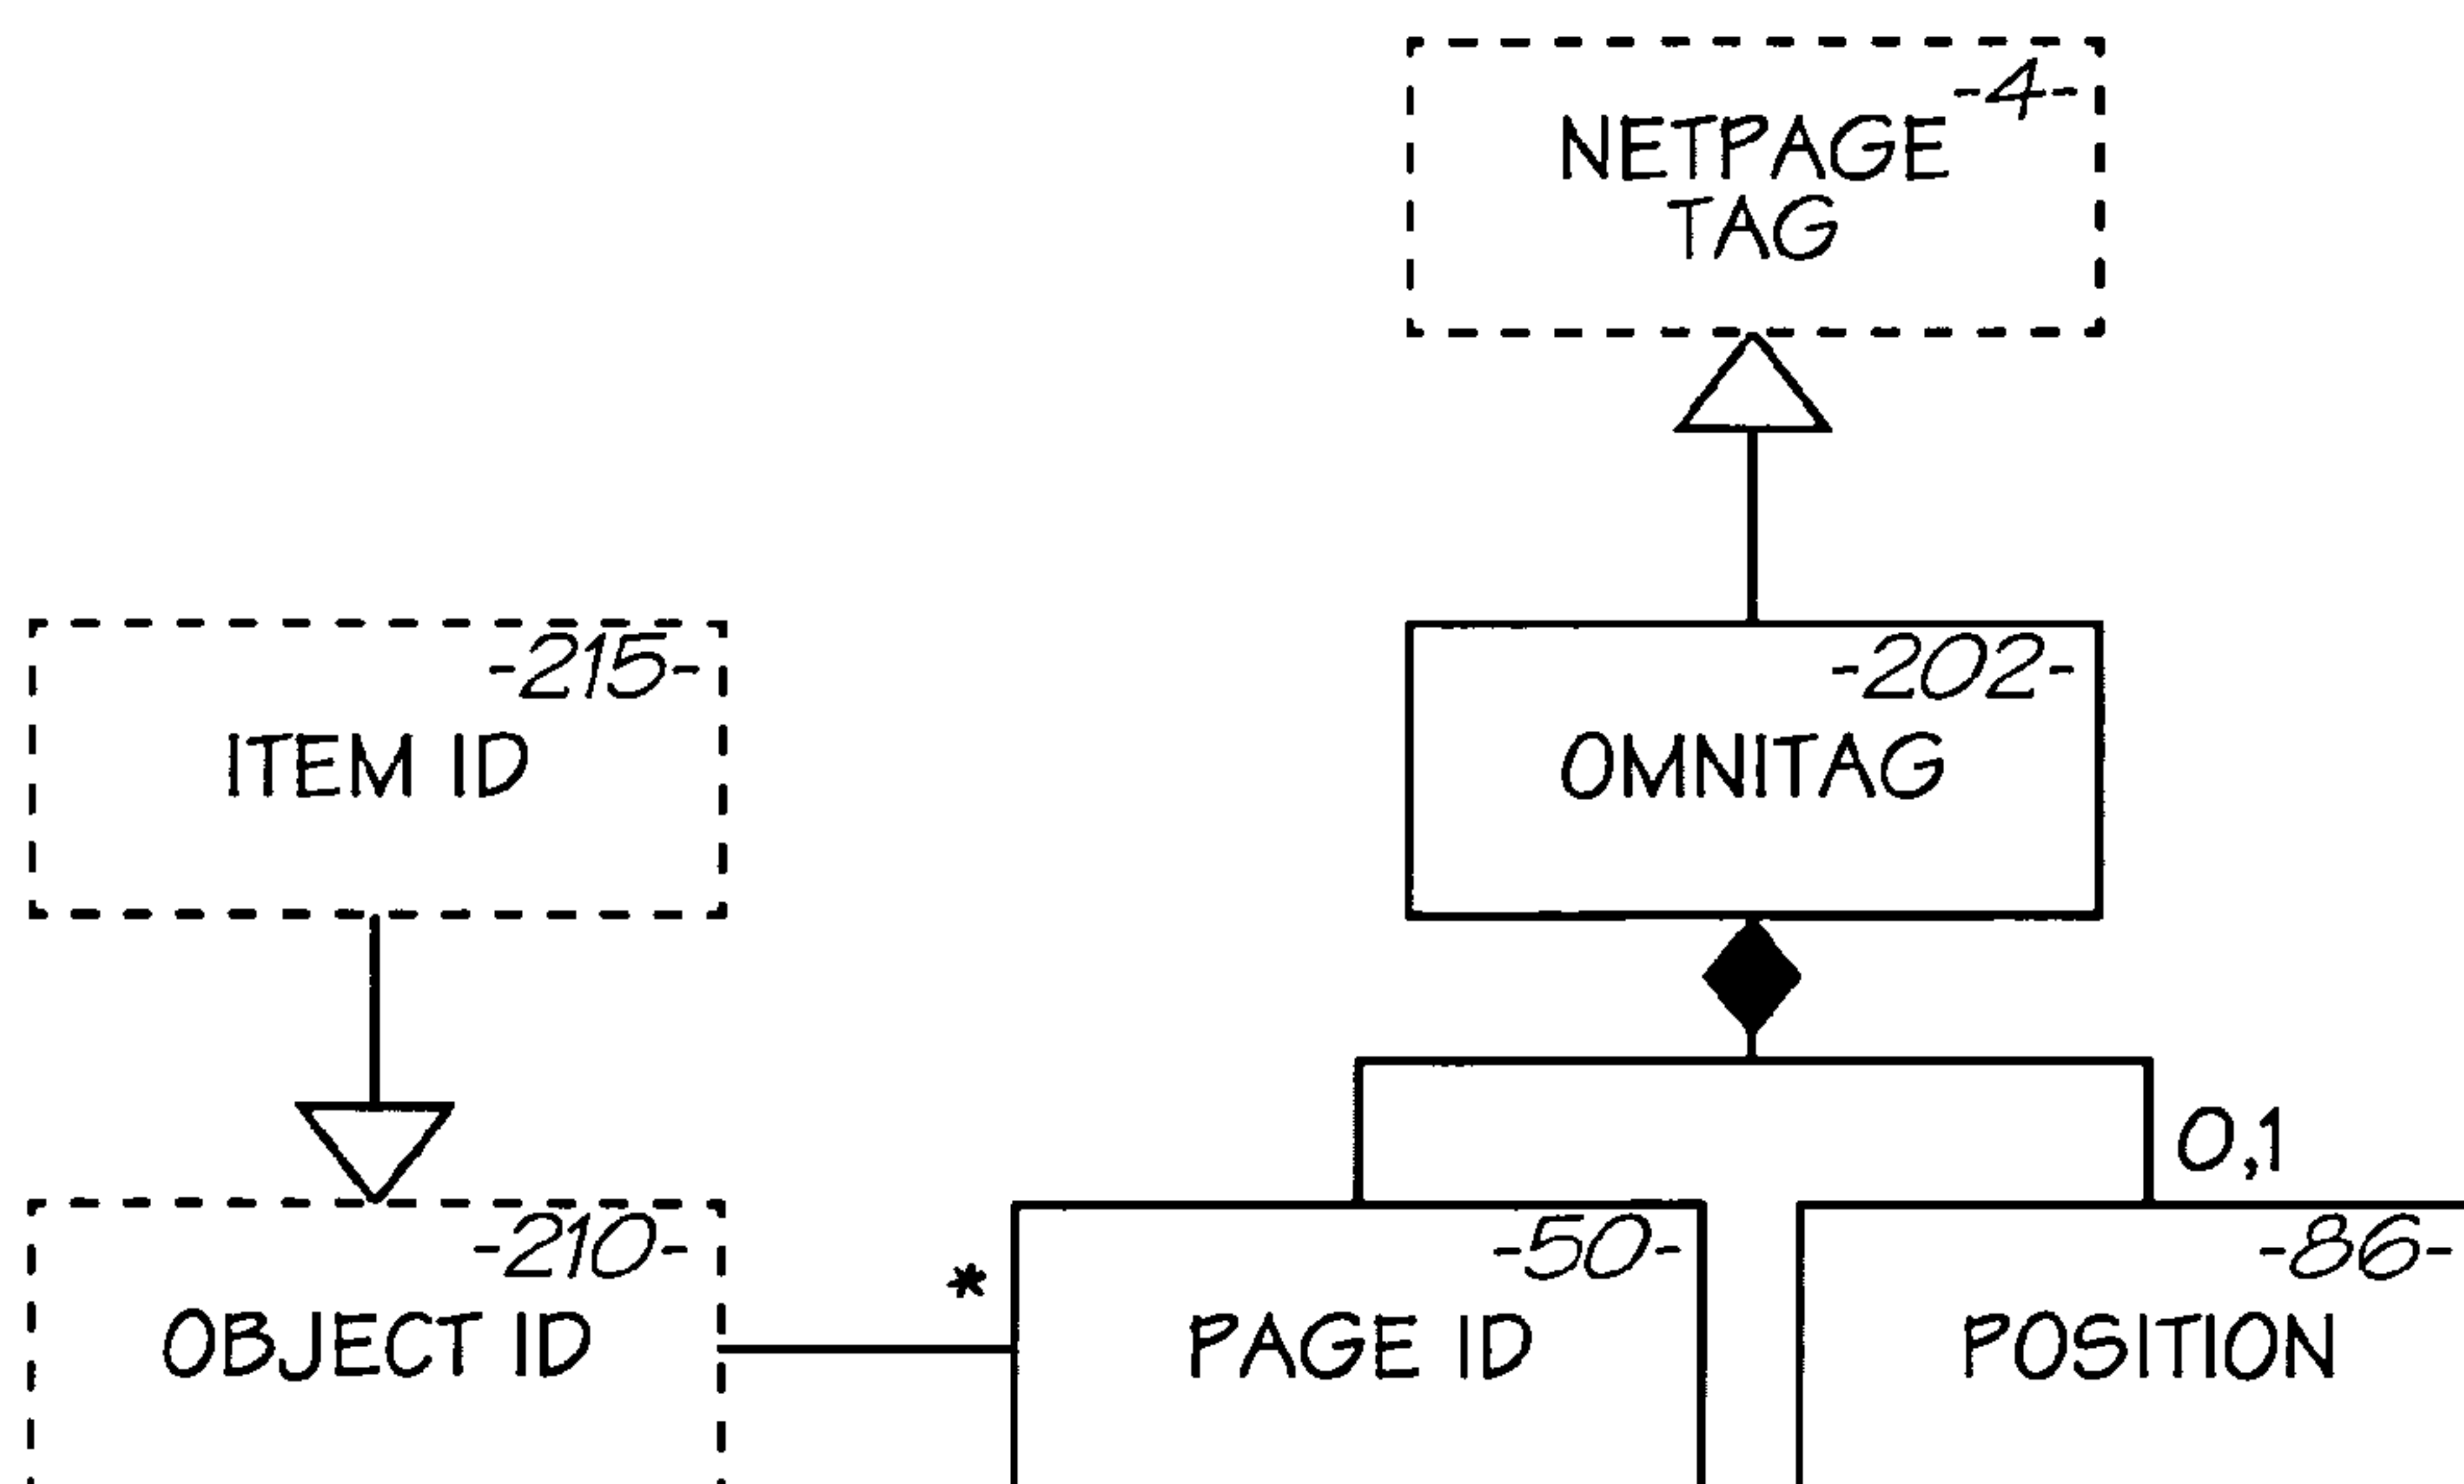 -4-
NETPAGE
TAG
-215-
ITEM ID
-202-
OMNITAG
0,1
-210-
OBJECT ID
*
-50-
PAGE ID
-86-
POSITION